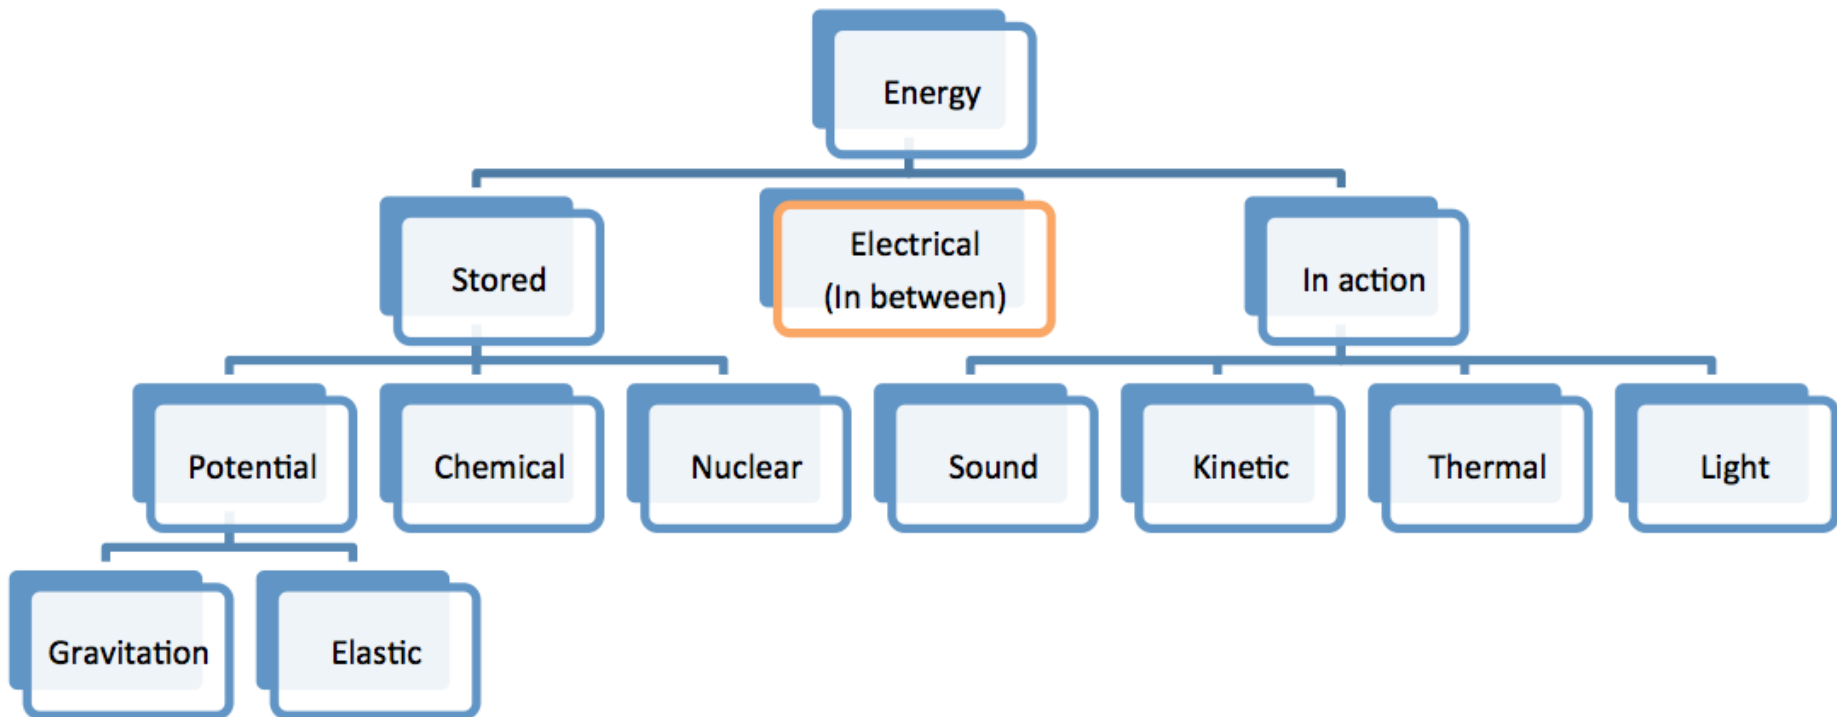 Energy
Stored
Electrical
(In between)
In action
Potential
Chemical
Nuclear
Sound
Kinetic
Thermal
Light
Gravitation
Elastic